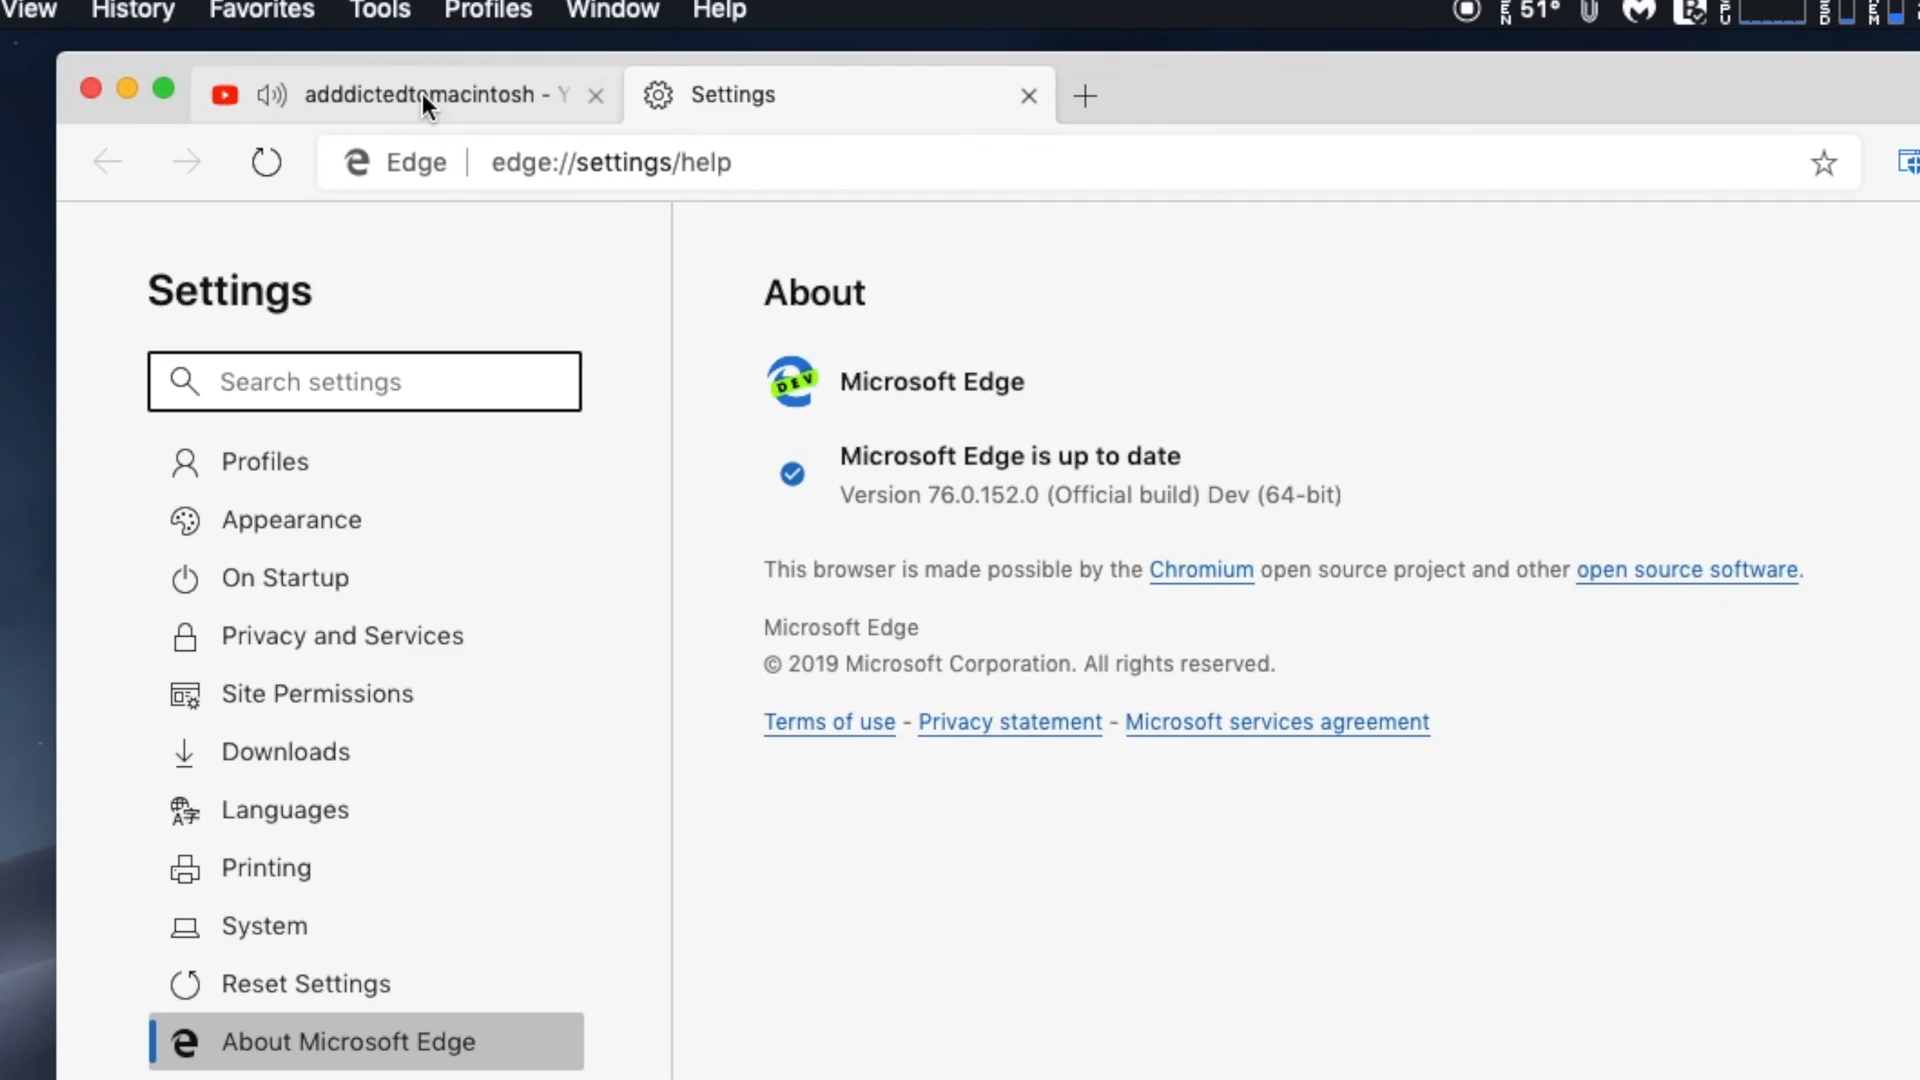 View History Favorites Tools Profiles Window Help 51°
adddictedtomacintosh - Y Settings
Edge edge://settings/help
Settings
Search settings
Profiles
Appearance
On Startup
Privacy and Services
Site Permissions
Downloads
Languages
Printing
System
Reset Settings
About Microsoft Edge
About
DEV Microsoft Edge
Microsoft Edge is up to date
Version 76.0.152.0 (Official build) Dev (64-bit)
This browser is made possible by the Chromium open source project and other open source software.
Microsoft Edge
© 2019 Microsoft Corporation. All rights reserved.
Terms of use - Privacy statement - Microsoft services agreement